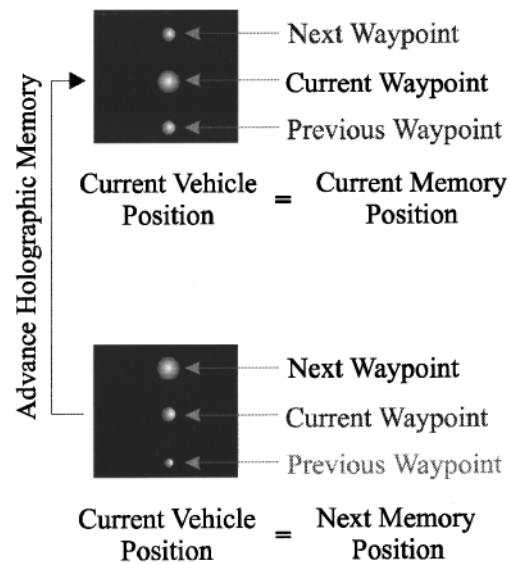 Next Waypoint
Current Waypoint
Previous Waypoint
Current Vehicle Position = Current Memory Position
Advance Holographic Memory
Next Waypoint
Current Waypoint
Previous Waypoint
Current Vehicle Position = Next Memory Position